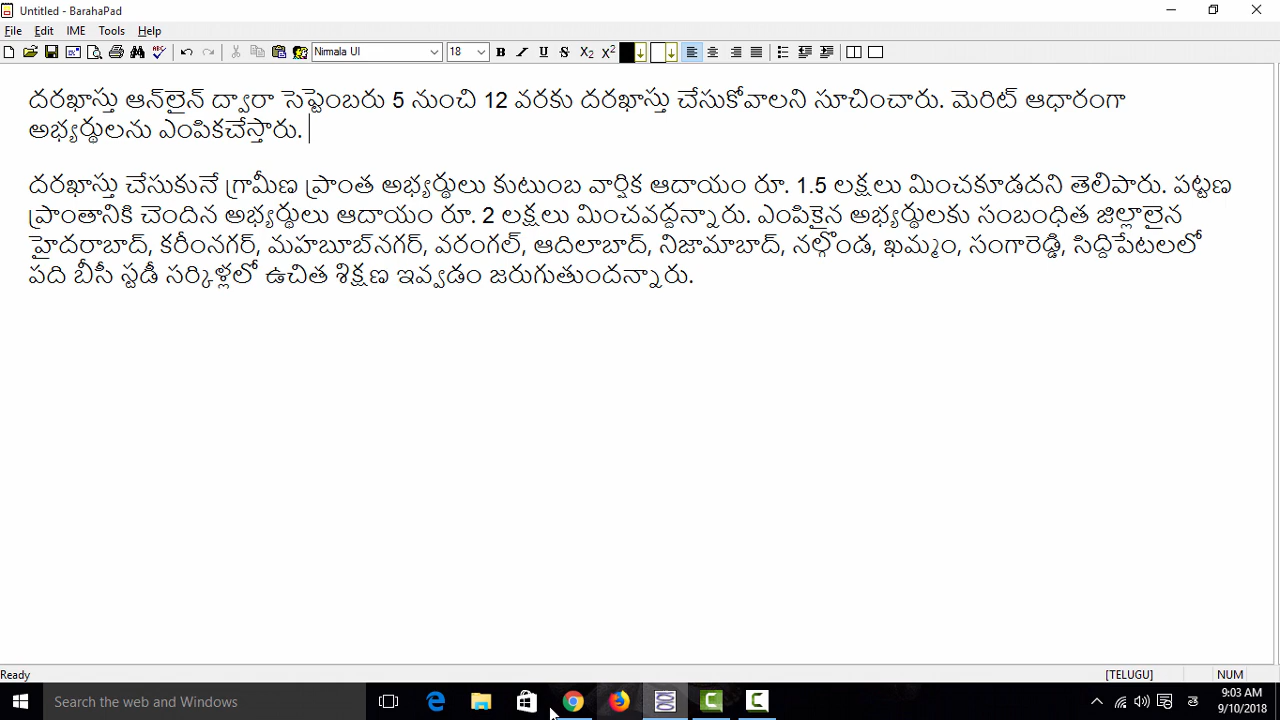 Untitled - BarahaPad
File Edit IME Tools Help
Nirmala UI 18 B I U S X₂ X²
దరఖాస్తు ఆన్‌లైన్ ద్వారా సెప్టెంబరు 5 నుంచి 12 వరకు దరఖాస్తు చేసుకోవాలని సూచించారు. మెరిట్ ఆధారంగా
అభ్యర్థులను ఎంపికచేస్తారు.
దరఖాస్తు చేసుకునే గ్రామీణ ప్రాంత అభ్యర్థులు కుటుంబ వార్షిక ఆదాయం రూ. 1.5 లక్షలు మించకూడదని తెలిపారు. పట్టణ
ప్రాంతానికి చెందిన అభ్యర్థులు ఆదాయం రూ. 2 లక్షలు మించవద్దన్నారు. ఎంపికైన అభ్యర్థులకు సంబంధిత జిల్లాలైన
హైదరాబాద్, కరీంనగర్, మహబూబ్‌నగర్, వరంగల్, ఆదిలాబాద్, నిజామాబాద్, నల్గొండ, ఖమ్మం, సంగారెడ్డి, సిద్దిపేటలలో
పది బీసీ స్టడీ సర్కిళ్లలో ఉచిత శిక్షణ ఇవ్వడం జరుగుతుందన్నారు.
Ready [TELUGU] NUM
Search the web and Windows
9:03 AM
9/10/2018